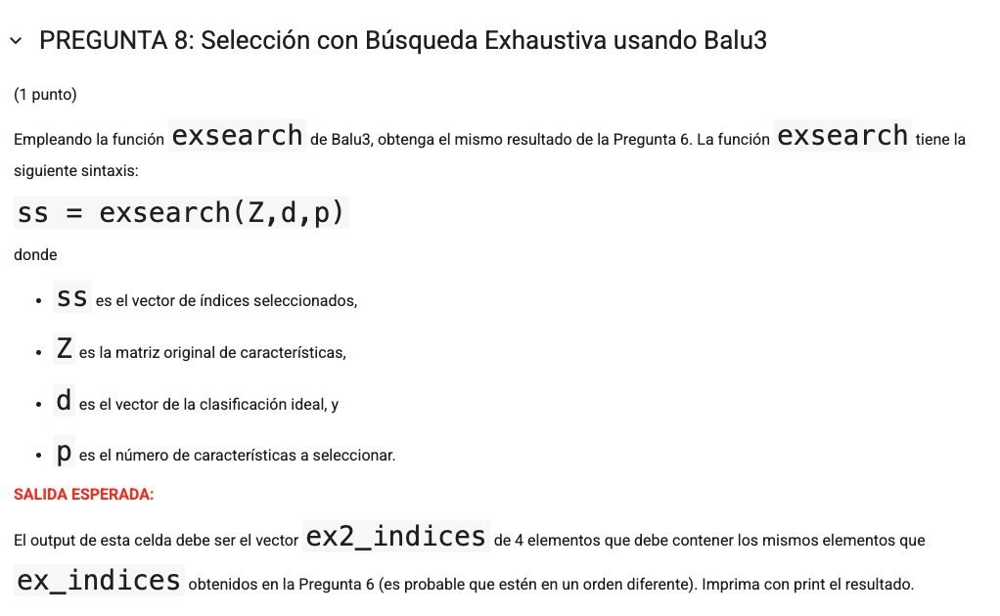 PREGUNTA 8: Selección con Búsqueda Exhaustiva usando Balu3
(1 punto)
Empleando la función exsearch de Balu3, obtenga el mismo resultado de la Pregunta 6. La función exsearch tiene la
siguiente sintaxis:
ss = exsearch(Z,d,p)
donde
• ss es el vector de índices seleccionados,
• Z es la matriz original de características,
• d es el vector de la clasificación ideal, y
• p es el número de características a seleccionar.
SALIDA ESPERADA:
El output de esta celda debe ser el vector ex2_indices de 4 elementos que debe contener los mismos elementos que
ex_indices obtenidos en la Pregunta 6 (es probable que estén en un orden diferente). Imprima con print el resultado.